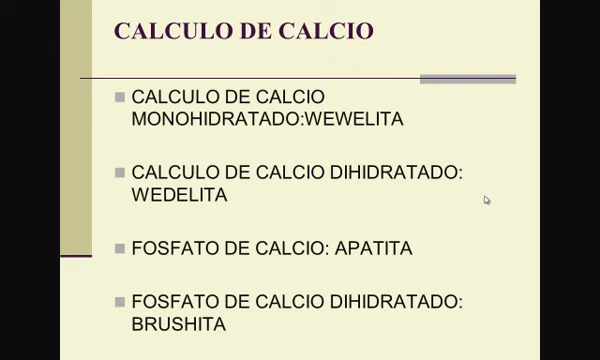 CALCULO DE CALCIO
CALCULO DE CALCIO
MONOHIDRATADO:WEWELITA
CALCULO DE CALCIO DIHIDRATADO:
WEDELITA
FOSFATO DE CALCIO: APATITA
FOSFATO DE CALCIO DIHIDRATADO:
BRUSHITA